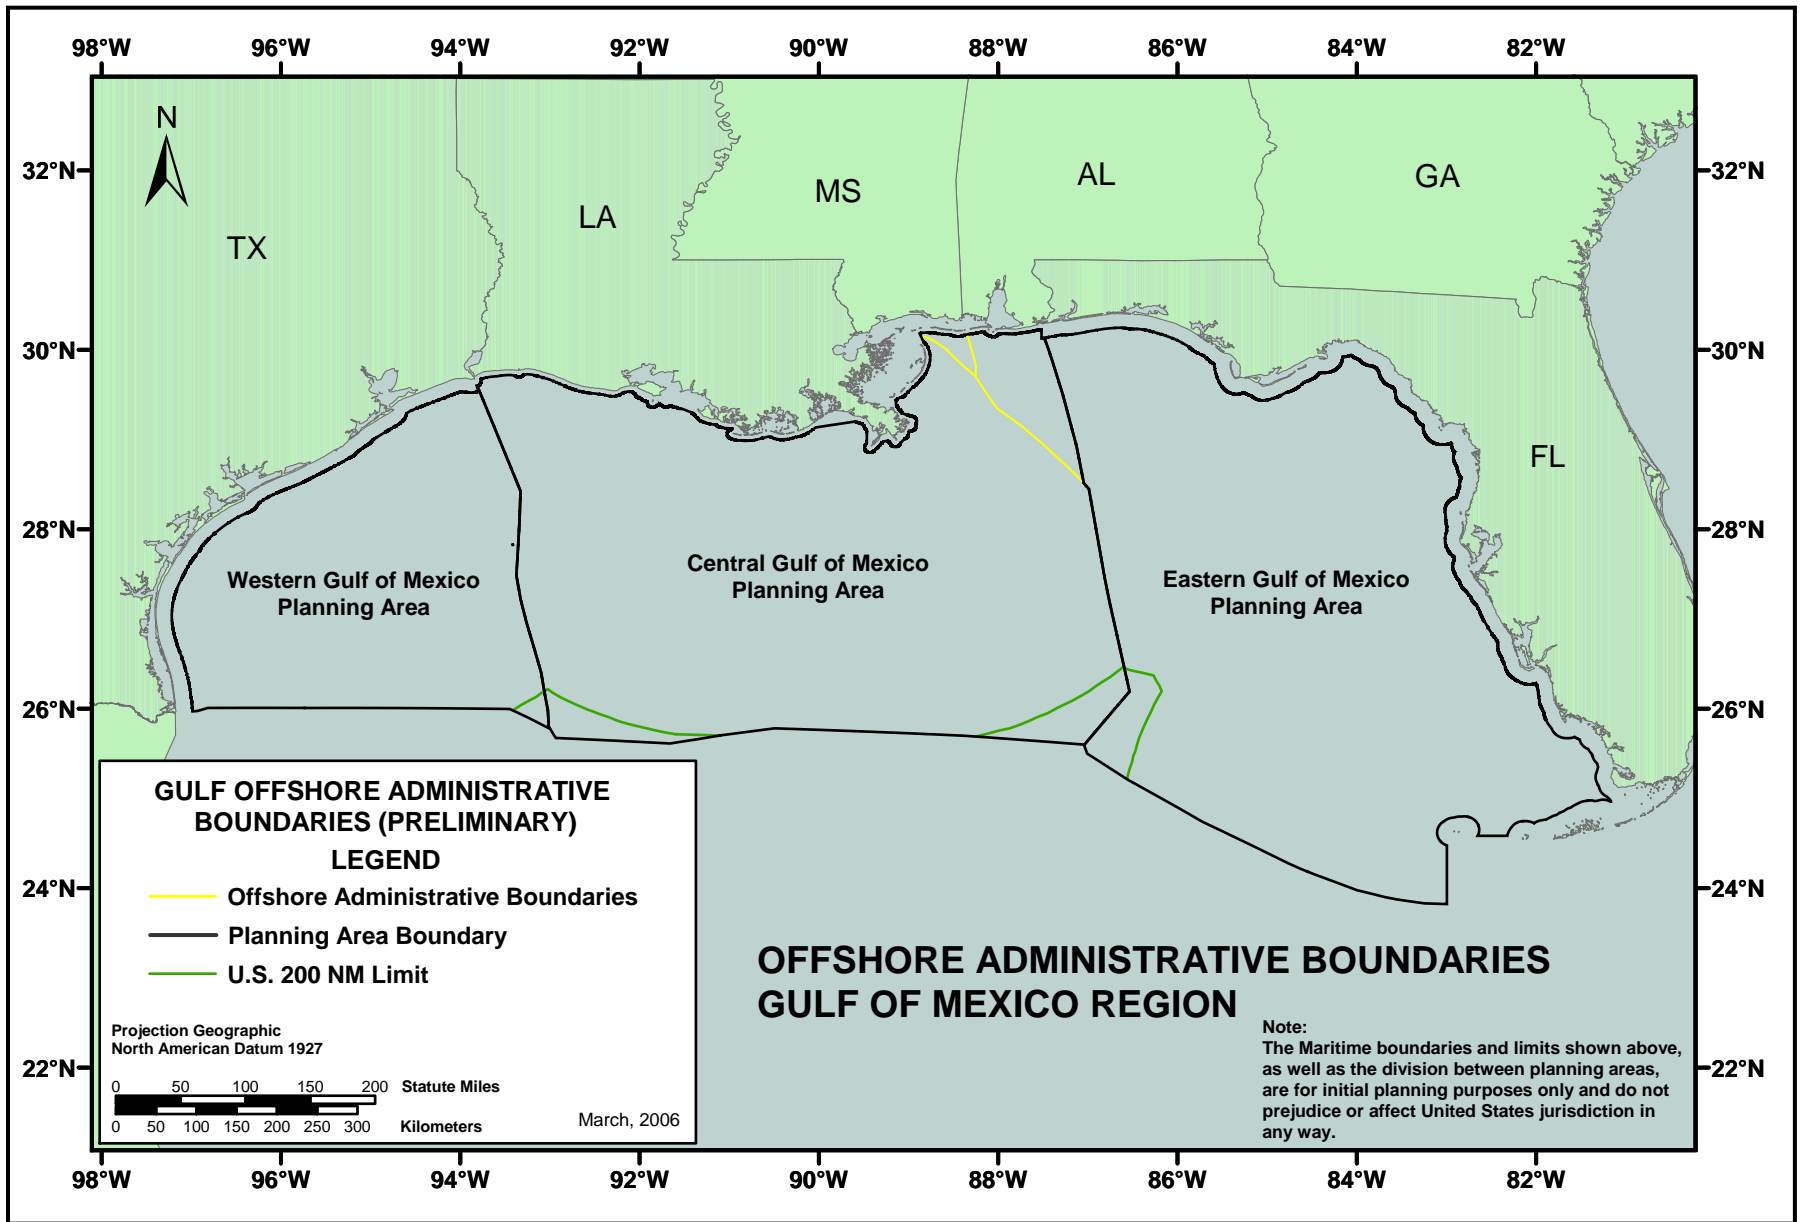 98°W 96°W 94°W 92°W 90°W 88°W 86°W 84°W 82°W
N
32°N 32°N
TX
LA
MS
AL
GA
30°N 30°N
FL
28°N 28°N
Western Gulf of Mexico
Planning Area
Central Gulf of Mexico
Planning Area
Eastern Gulf of Mexico
Planning Area
26°N 26°N
GULF OFFSHORE ADMINISTRATIVE
BOUNDARIES (PRELIMINARY)
LEGEND
Offshore Administrative Boundaries
Planning Area Boundary
U.S. 200 NM Limit
24°N 24°N
Projection Geographic
North American Datum 1927
0 50 100 150 200 Statute Miles
0 50 100 150 200 250 300 Kilometers
March, 2006
OFFSHORE ADMINISTRATIVE BOUNDARIES
GULF OF MEXICO REGION
Note:
The Maritime boundaries and limits shown above,
as well as the division between planning areas,
are for initial planning purposes only and do not
prejudice or affect United States jurisdiction in
any way.
22°N 22°N
98°W 96°W 94°W 92°W 90°W 88°W 86°W 84°W 82°W